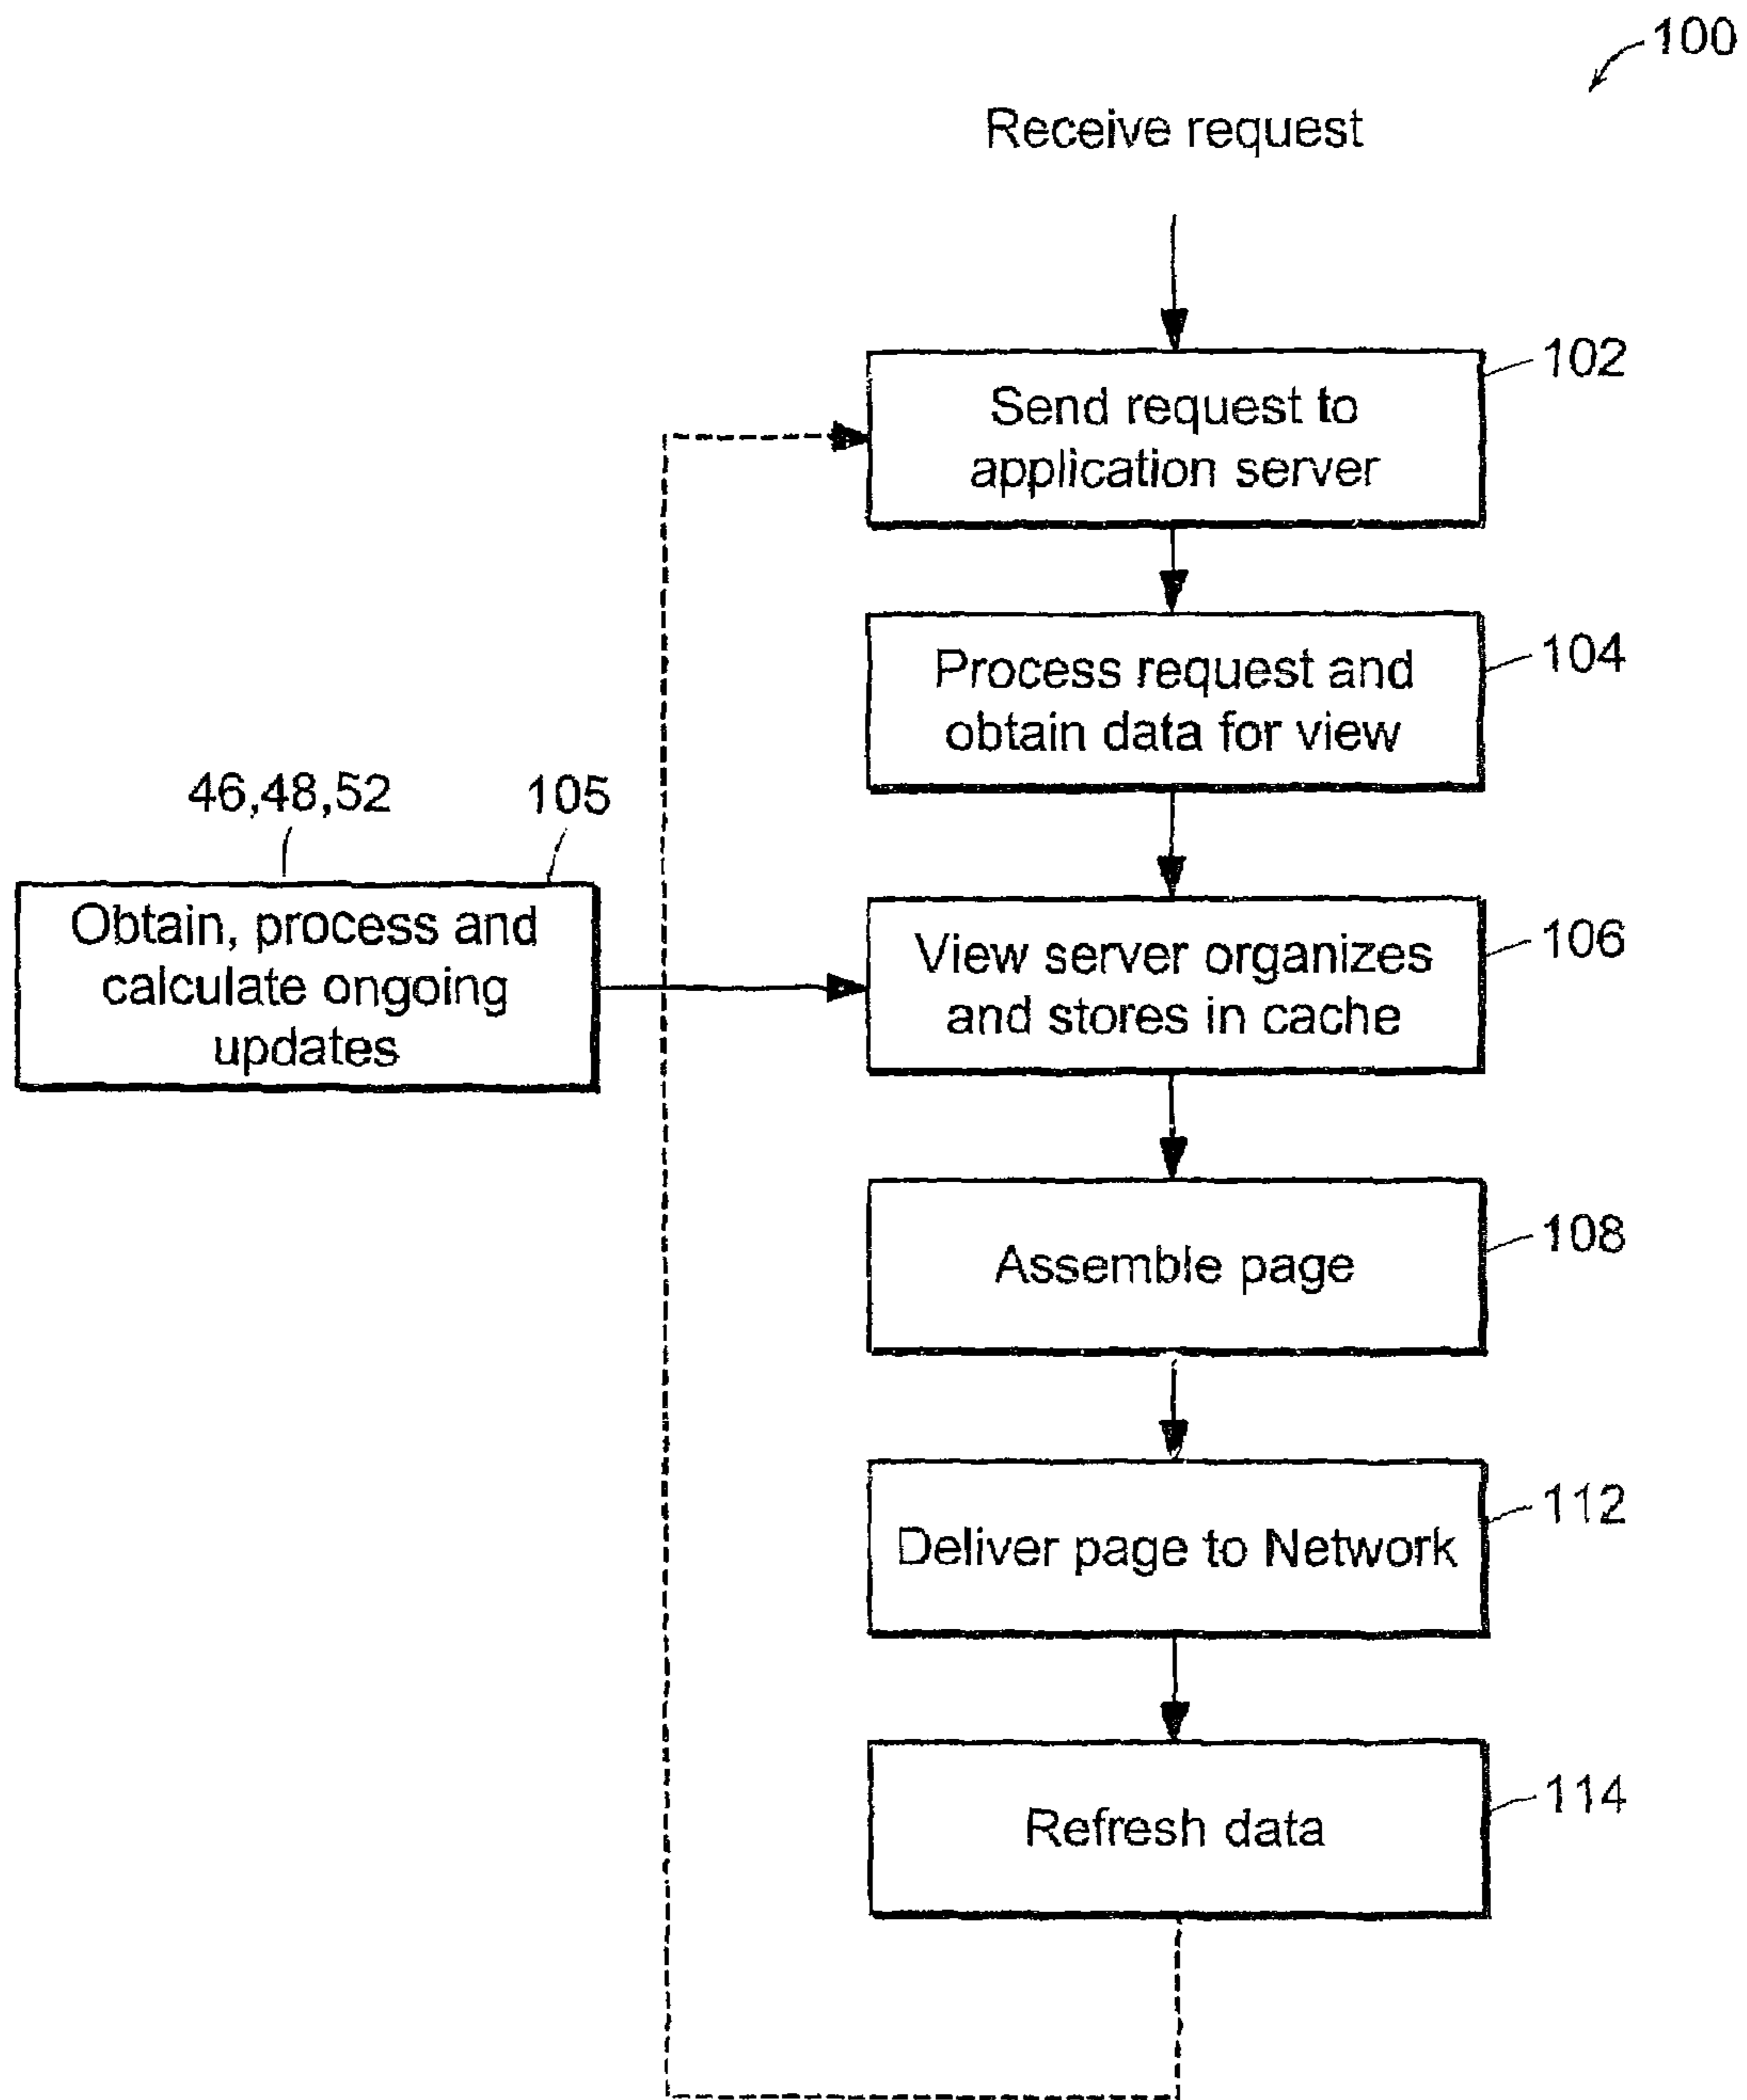 100
Receive request
102
Send request to
application server
104
Process request and
obtain data for view
46,48,52
105
Obtain, process and
calculate ongoing
updates
106
View server organizes
and stores in cache
108
Assemble page
112
Deliver page to Network
114
Refresh data